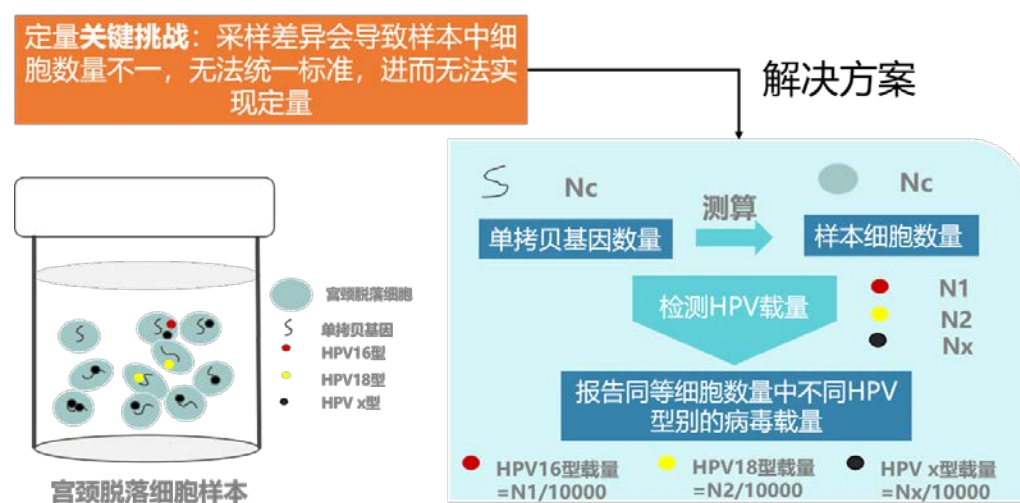 定量关键挑战：采样差异会导致样本中细
胞数量不一，无法统一标准，进而无法实
现定量
解决方案
Nc
Nc
单拷贝基因数量
测算
样本细胞数量
检测HPV载量
N1
N2
Nx
报告同等细胞数量中不同HPV
型别的病毒载量
HPV16型载量
=N1/10000
HPV18型载量
=N2/10000
HPV x型载量
=Nx/10000
宫颈脱落细胞
单拷贝基因
HPV16型
HPV18型
HPV x型
宫颈脱落细胞样本